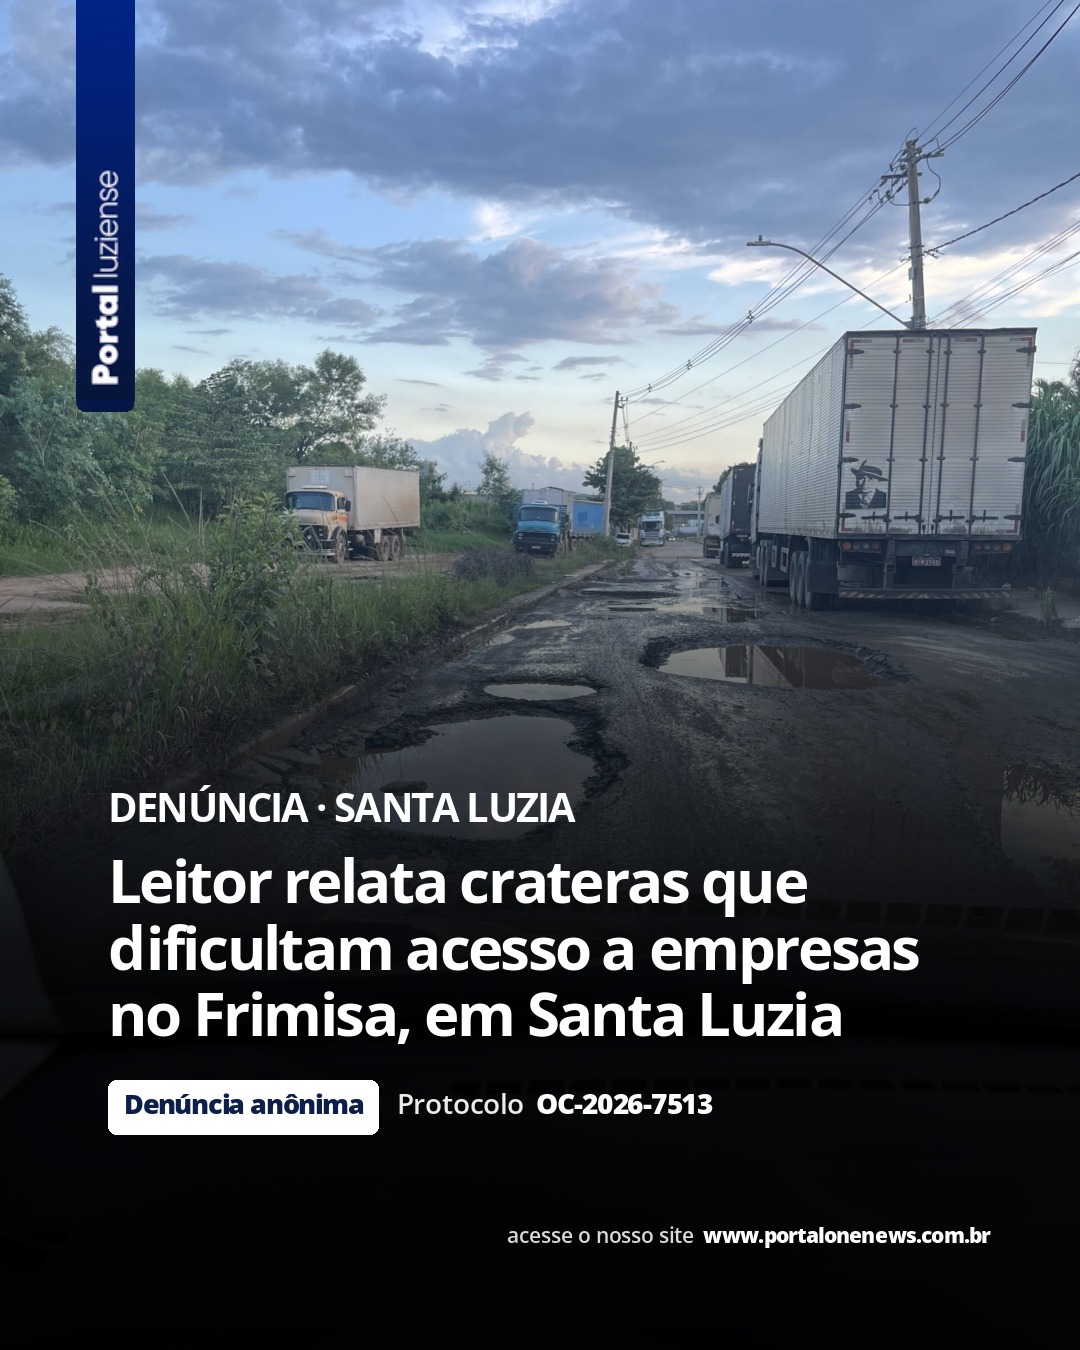 Portal luziense
DENÚNCIA · SANTA LUZIA
Leitor relata crateras que
dificultam acesso a empresas
no Frimisa, em Santa Luzia
Denúncia anônima Protocolo OC-2026-7513
acesse o nosso site www.portalonenews.com.br